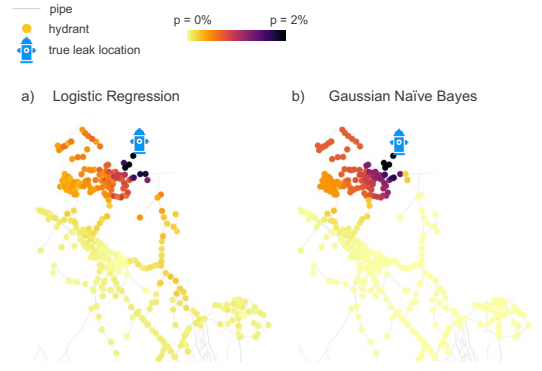 pipe
hydrant
true leak location
p = 0%
p = 2%
a) Logistic Regression
b) Gaussian Naïve Bayes